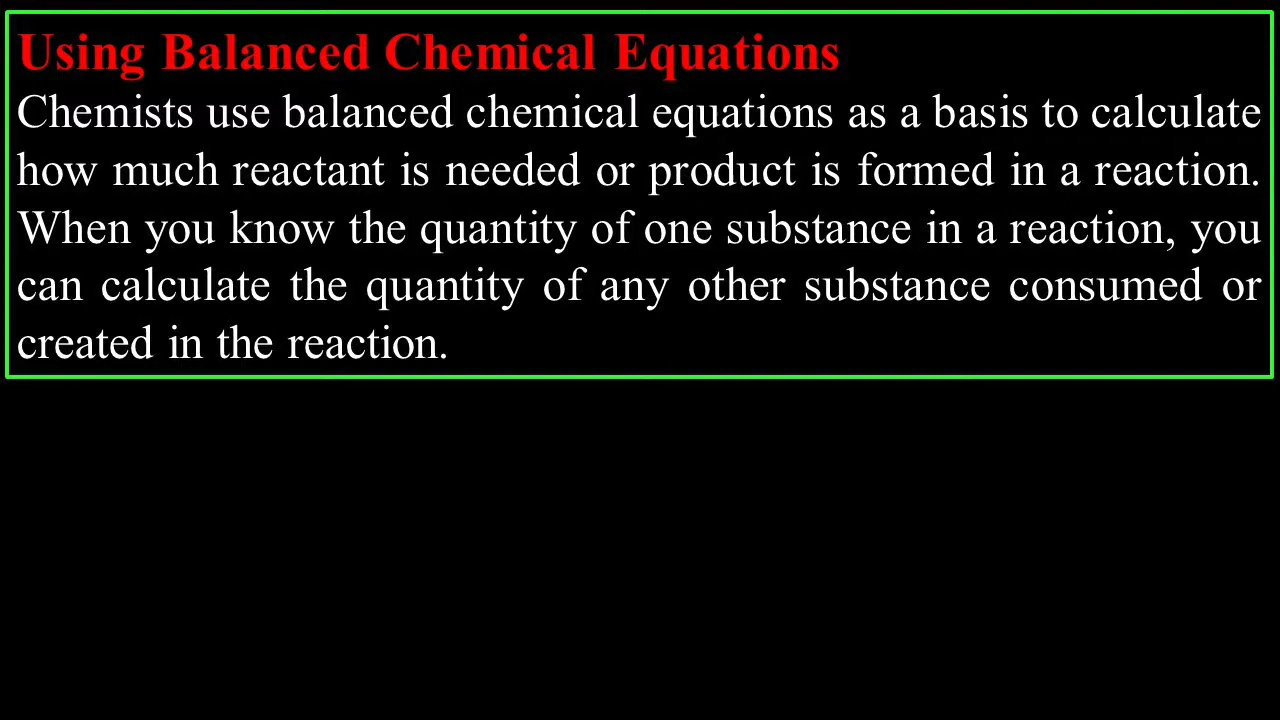 Using Balanced Chemical Equations
Chemists use balanced chemical equations as a basis to calculate
how much reactant is needed or product is formed in a reaction.
When you know the quantity of one substance in a reaction, you
can calculate the quantity of any other substance consumed or
created in the reaction.